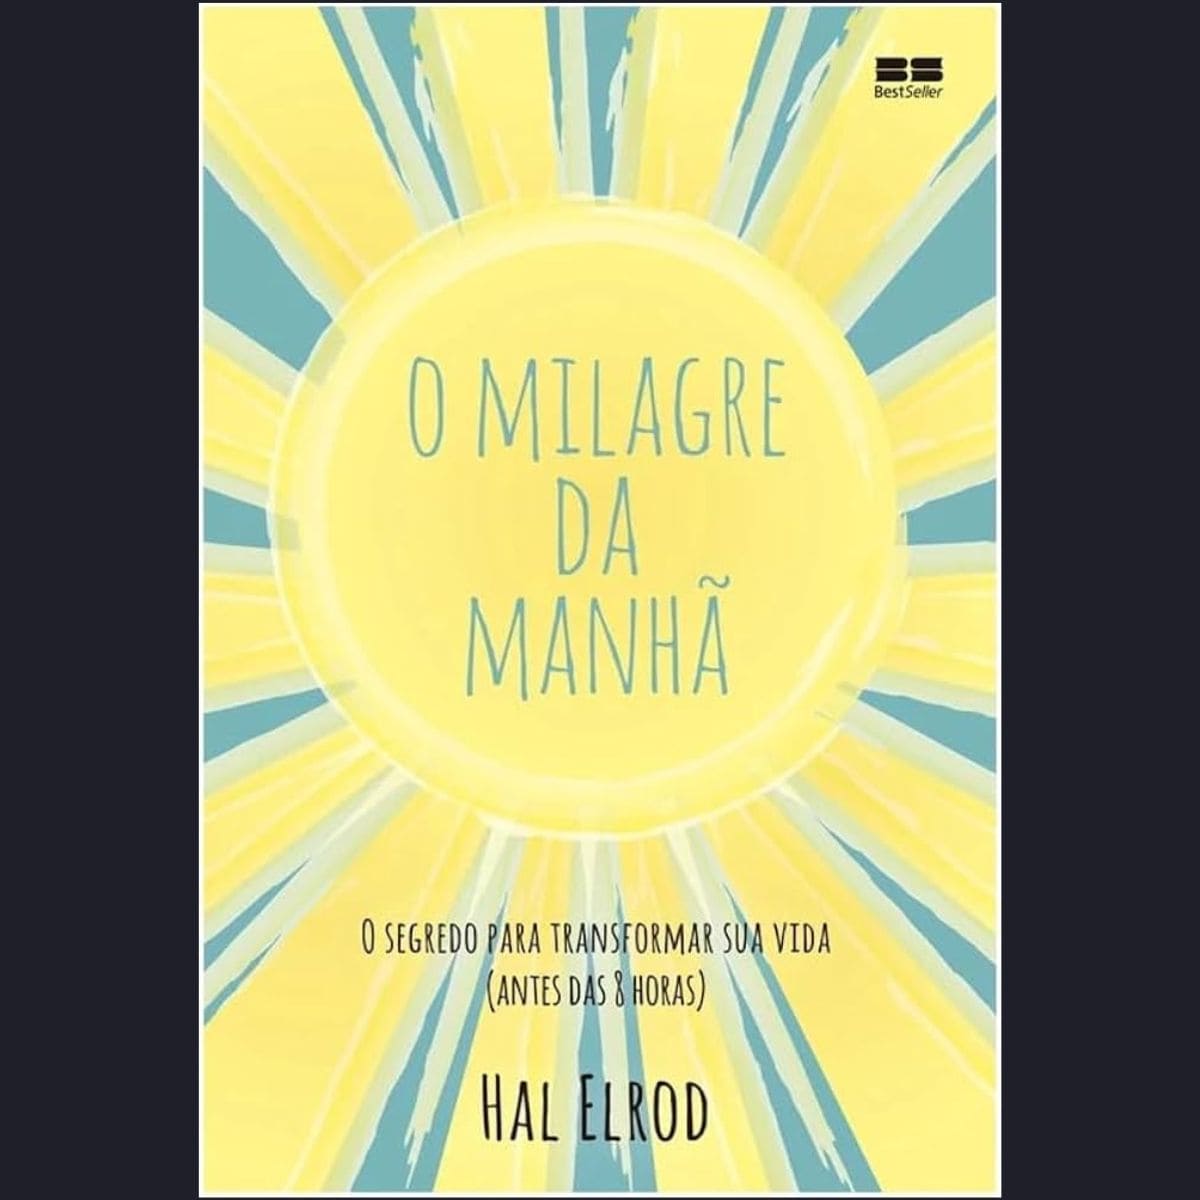 BS
BestSeller
O MILAGRE
DA
MANHÃ
O SEGREDO PARA TRANSFORMAR SUA VIDA
(ANTES DAS 8 HORAS)
HAL ELROD